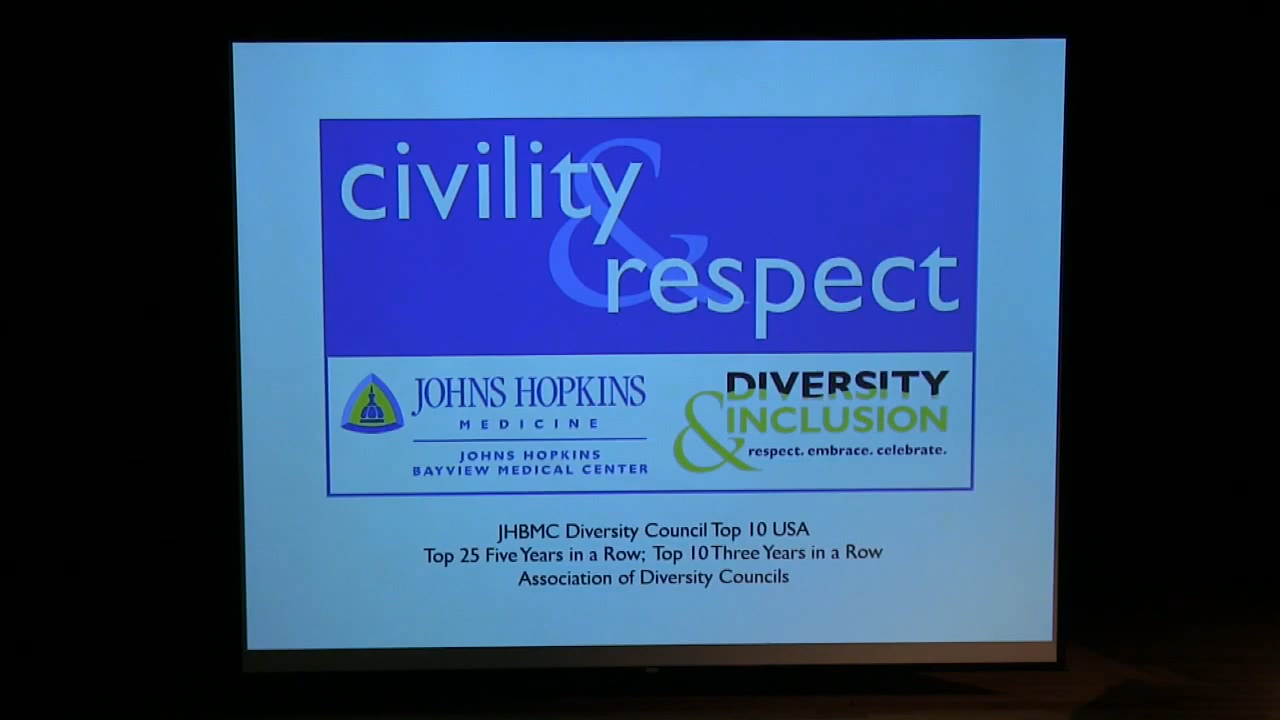 civility
&
respect
JOHNS HOPKINS
MEDICINE
JOHNS HOPKINS
BAYVIEW MEDICAL CENTER
DIVERSITY
& INCLUSION
respect. embrace. celebrate.
JHBMC Diversity Council Top 10 USA
Top 25 Five Years in a Row; Top 10 Three Years in a Row
Association of Diversity Councils